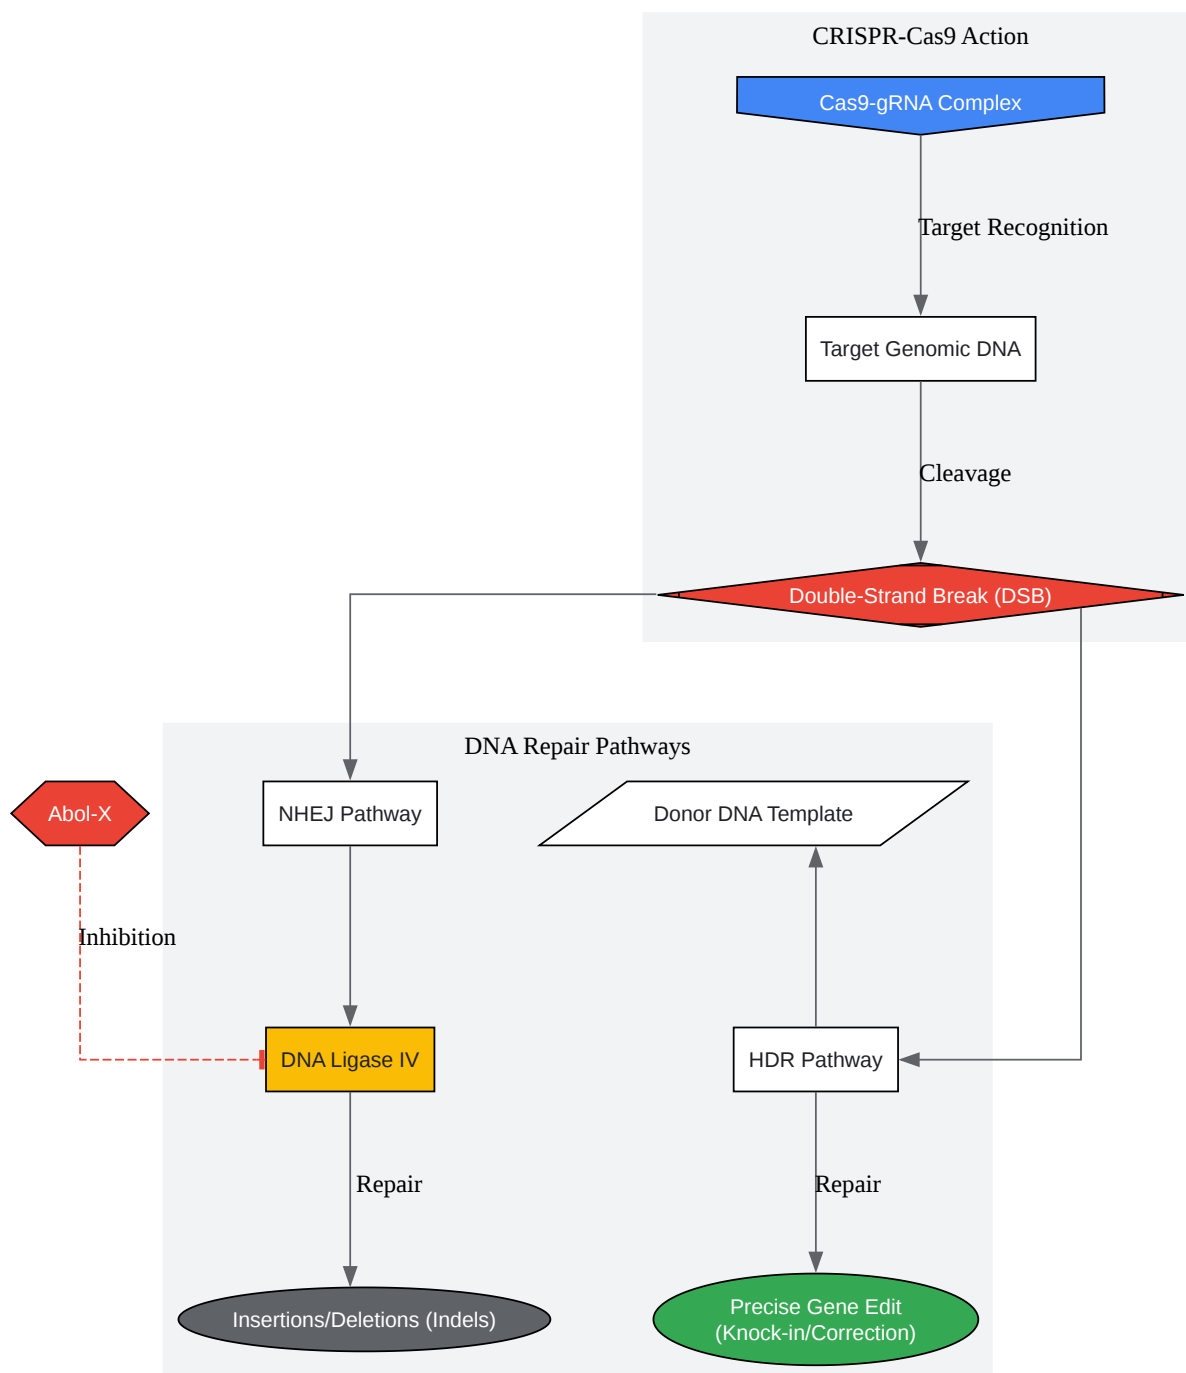 CRISPR-Cas9 Action
Cas9-gRNA Complex
Target Recognition
Target Genomic DNA
Cleavage
Double-Strand Break (DSB)
DNA Repair Pathways
Abol-X
NHEJ Pathway
Donor DNA Template
Inhibition
DNA Ligase IV
HDR Pathway
Repair
Repair
Insertions/Deletions (Indels)
Precise Gene Edit
(Knock-in/Correction)